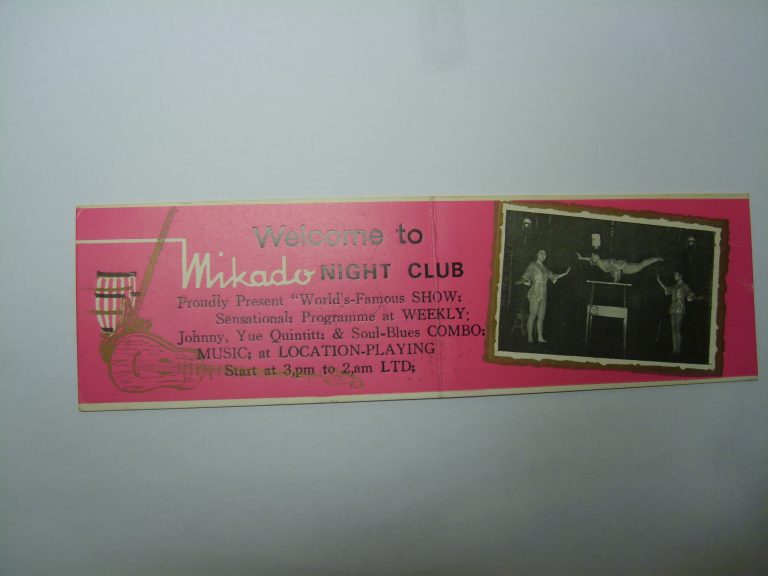 Welcome to
Mikado NIGHT CLUB
Proudly Present "World's-Famous SHOW;
Sensational: Programme at WEEKLY;
Johnny, Yue Quintitt; & Soul-Blues COMBO:
MUSIC; at LOCATION-PLAYING
Start at 3,pm to 2,am LTD;